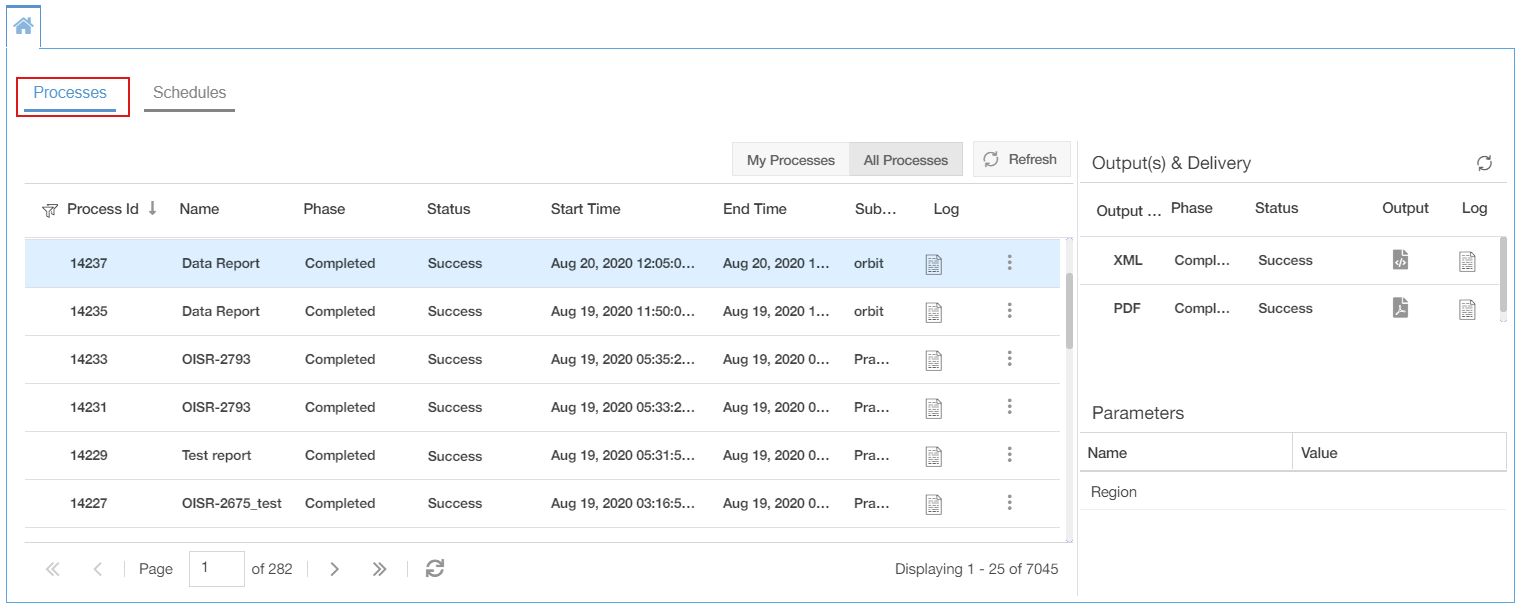 Processes Schedules
My Processes All Processes Refresh
Process Id Name Phase Status Start Time End Time Sub... Log
14237 Data Report Completed Success Aug 20, 2020 12:05:0... Aug 20, 2020 1... orbit
14235 Data Report Completed Success Aug 19, 2020 11:50:0... Aug 19, 2020 1... orbit
14233 OISR-2793 Completed Success Aug 19, 2020 05:35:2... Aug 19, 2020 0... Pra...
14231 OISR-2793 Completed Success Aug 19, 2020 05:33:2... Aug 19, 2020 0... Pra...
14229 Test report Completed Success Aug 19, 2020 05:31:5... Aug 19, 2020 0... Pra...
14227 OISR-2675_test Completed Success Aug 19, 2020 03:16:5... Aug 19, 2020 0... Pra...
Page 1 of 282 Displaying 1 - 25 of 7045
Output(s) & Delivery
Output ... Phase Status Output Log
XML Compl... Success
PDF Compl... Success
Parameters
Name Value
Region